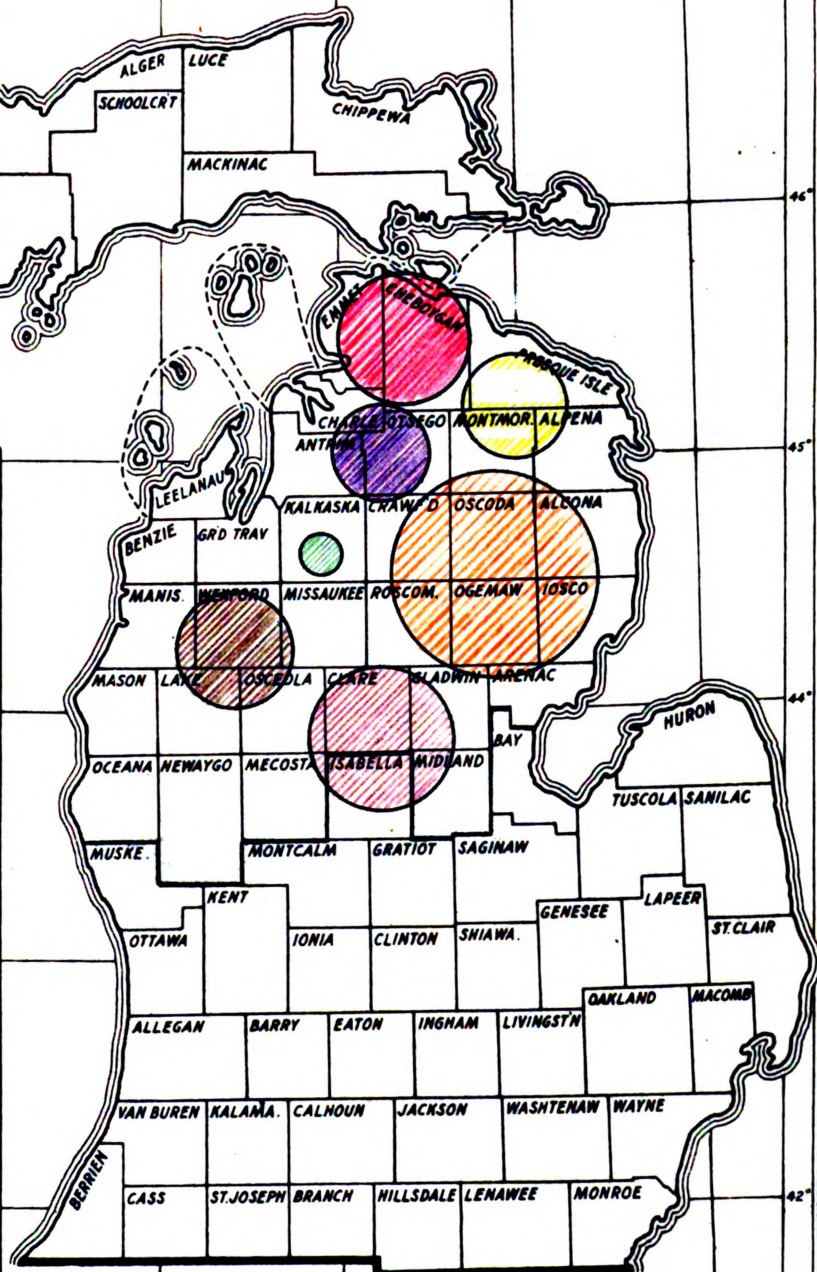 ALGER LUCE
SCHOOLCR'T
CHIPPEWA
MACKINAC
46°
EMMET CHEBOYGAN
PRESQUE ISLE
CHARLE OTSEGO MONTMOR. ALPENA
ANTRIM
45°
LEELANAU
KALKASKA CRAWF'D OSCODA ALCONA
BENZIE GR'D TRAV
MANIS. WEXFORD MISSAUKEE ROSCOM. OGEMAW IOSCO
MASON LAKE OSCEOLA CLARE GLADWIN ARENAC
44°
HURON
BAY
OCEANA NEWAYGO MECOSTA ISABELLA MIDLAND
TUSCOLA SANILAC
MUSKE. MONTCALM GRATIOT SAGINAW
KENT LAPEER
GENESEE
OTTAWA IONIA CLINTON SHIAWA. ST. CLAIR
OAKLAND MACOMB
ALLEGAN BARRY EATON INGHAM LIVINGST'N
VAN BUREN KALAMA. CALHOUN JACKSON WASHTENAW WAYNE
BERRIEN
CASS ST. JOSEPH BRANCH HILLSDALE LENAWEE MONROE
42°